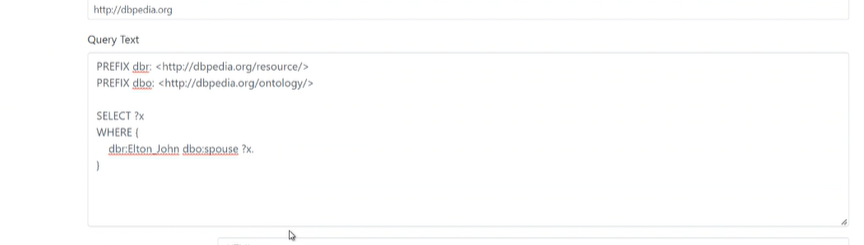 http://dbpedia.org
Query Text
PREFIX dbr: <http://dbpedia.org/resource/>
PREFIX dbo: <http://dbpedia.org/ontology/>
SELECT ?x
WHERE {
dbr:Elton_John dbo:spouse ?x.
}